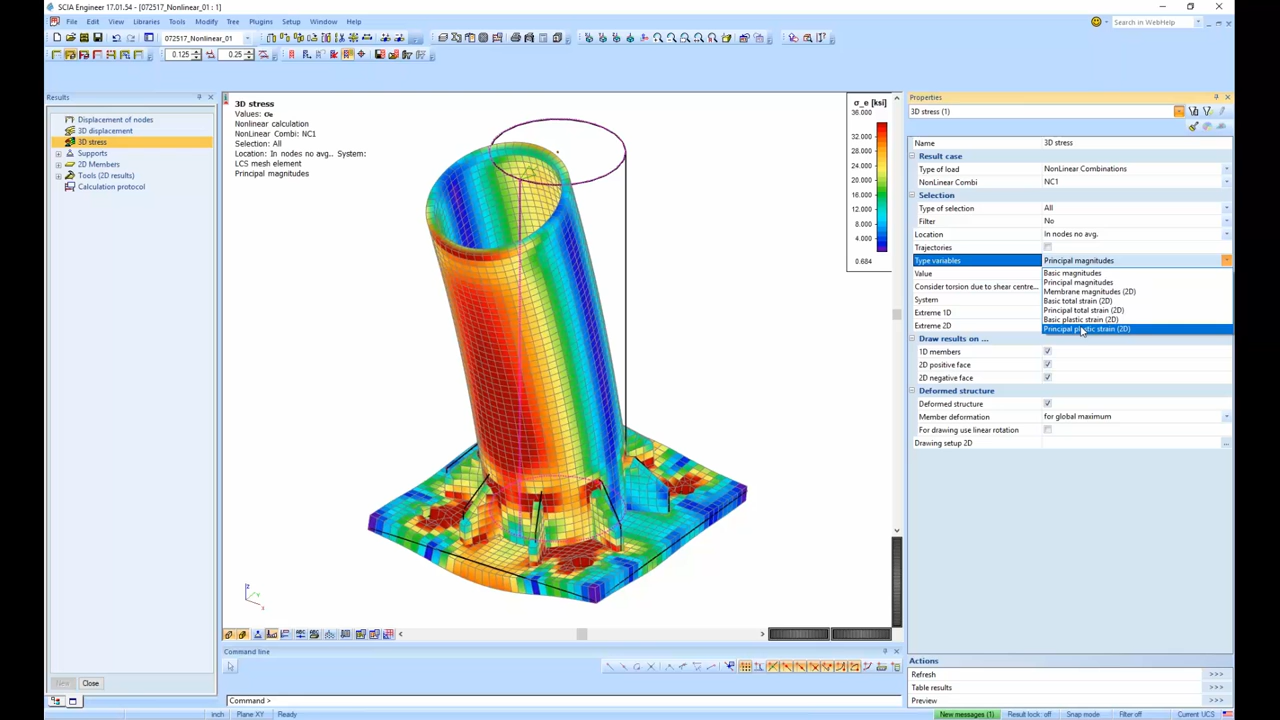 SCIA Engineer 17.01.54 - [072517_Nonlinear_01 : 1]
File Edit View Libraries Tools Modify Tree Plugins Setup Window Help
Search in WebHelp
072517_Nonlinear_01
0.125 0.25
Results
Displacement of nodes
3D displacement
3D stress
Supports
2D Members
Tools (2D results)
Calculation protocol
New Close
3D stress
Values: σe
Nonlinear calculation
NonLinear Combi: NC1
Selection: All
Location: In nodes no avg.. System:
LCS mesh element
Principal magnitudes
σ_e [ksi]
36.000
32.000
28.000
24.000
20.000
16.000
12.000
8.000
4.000
0.684
Z
Y
X
Command line
Command >
Properties
3D stress (1)
Name 3D stress
Result case
Type of load NonLinear Combinations
NonLinear Combi NC1
Selection
Type of selection All
Filter No
Location In nodes no avg.
Trajectories
Type variables Principal magnitudes
Value Basic magnitudes
Principal magnitudes
Consider torsion due to shear centre... Membrane magnitudes (2D)
System Basic total strain (2D)
Extreme 1D Principal total strain (2D)
Basic plastic strain (2D)
Extreme 2D Principal plastic strain (2D)
Draw results on ...
1D members
2D positive face
2D negative face
Deformed structure
Deformed structure
Member deformation for global maximum
For drawing use linear rotation
Drawing setup 2D ...
Actions
Refresh >>>
Table results >>>
Preview >>>
inch Plane XY Ready New messages (1) Result lock: off Snap mode Filter off Current UCS